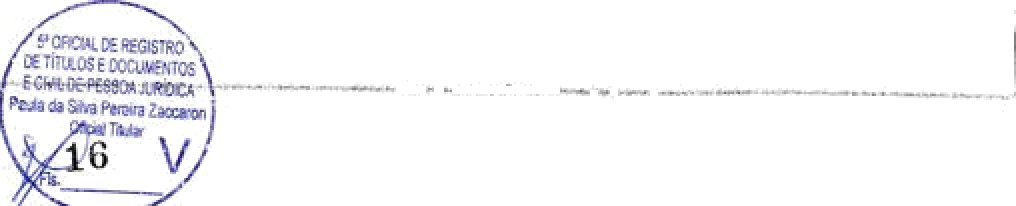 5º OFICIAL DE REGISTRO
DE TÍTULOS E DOCUMENTOS
E CIVIL DE PESSOA JURÍDICA
Paula da Silva Pereira Zaccaron
Oficial Titular
16 V
Fls.